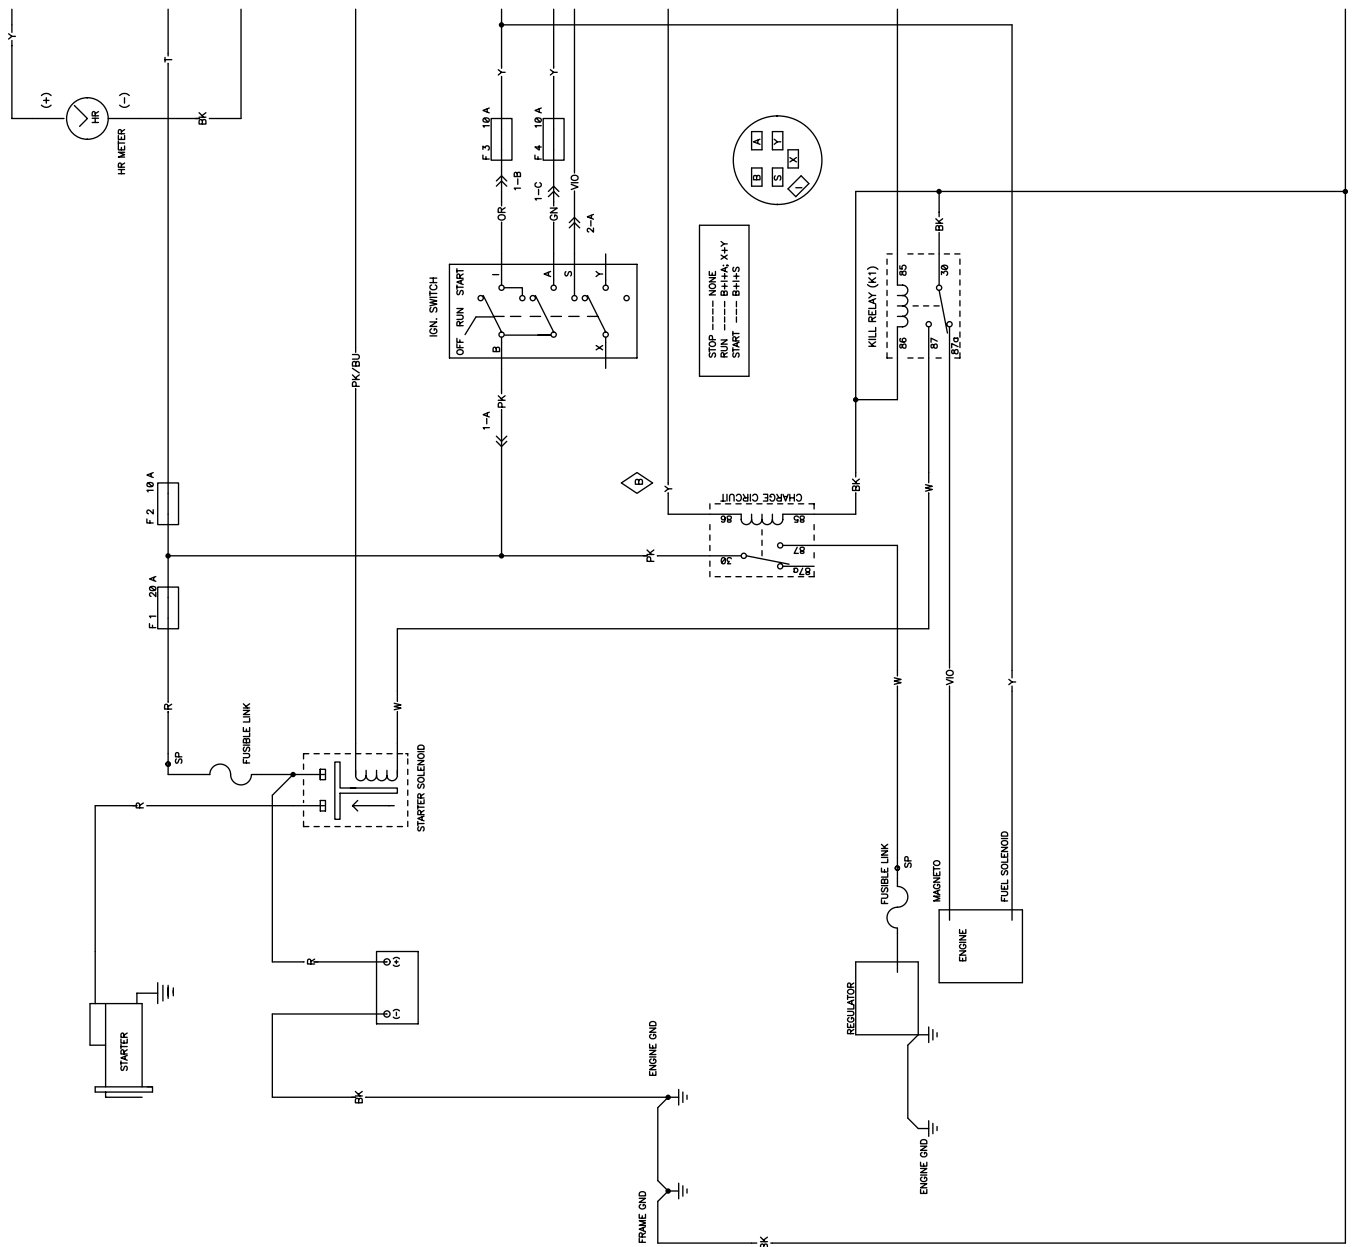 Y
(+)
HR
(-)
HR METER
BK
T
F 2 10 A
F 1 20 A
R
SP
FUSIBLE LINK
PK/BU
W
STARTER SOLENOID
R
R
(+)
(-)
STARTER
BK
Y
Y
F 3 10 A
F 4 10 A
1-B
1-C
VIO
OR
GN
2-A
IGN. SWITCH
OFF RUN START
I
A
S
Y
B
X
PK
1-A
B
Y
PK
CHARGE CIRCUIT
86
85
30
87
87a
BK
A
Y
X
B
S
I
STOP ----- NONE
RUN ---- B+I+A; X+Y
START --- B+I+S
BK
KILL RELAY (K1)
85
30
86
87
87a
W
W
VIO
Y
FUSIBLE LINK
SP
MAGNETO
FUEL SOLENOID
ENGINE
REGULATOR
ENGINE GND
ENGINE GND
FRAME GND
BK